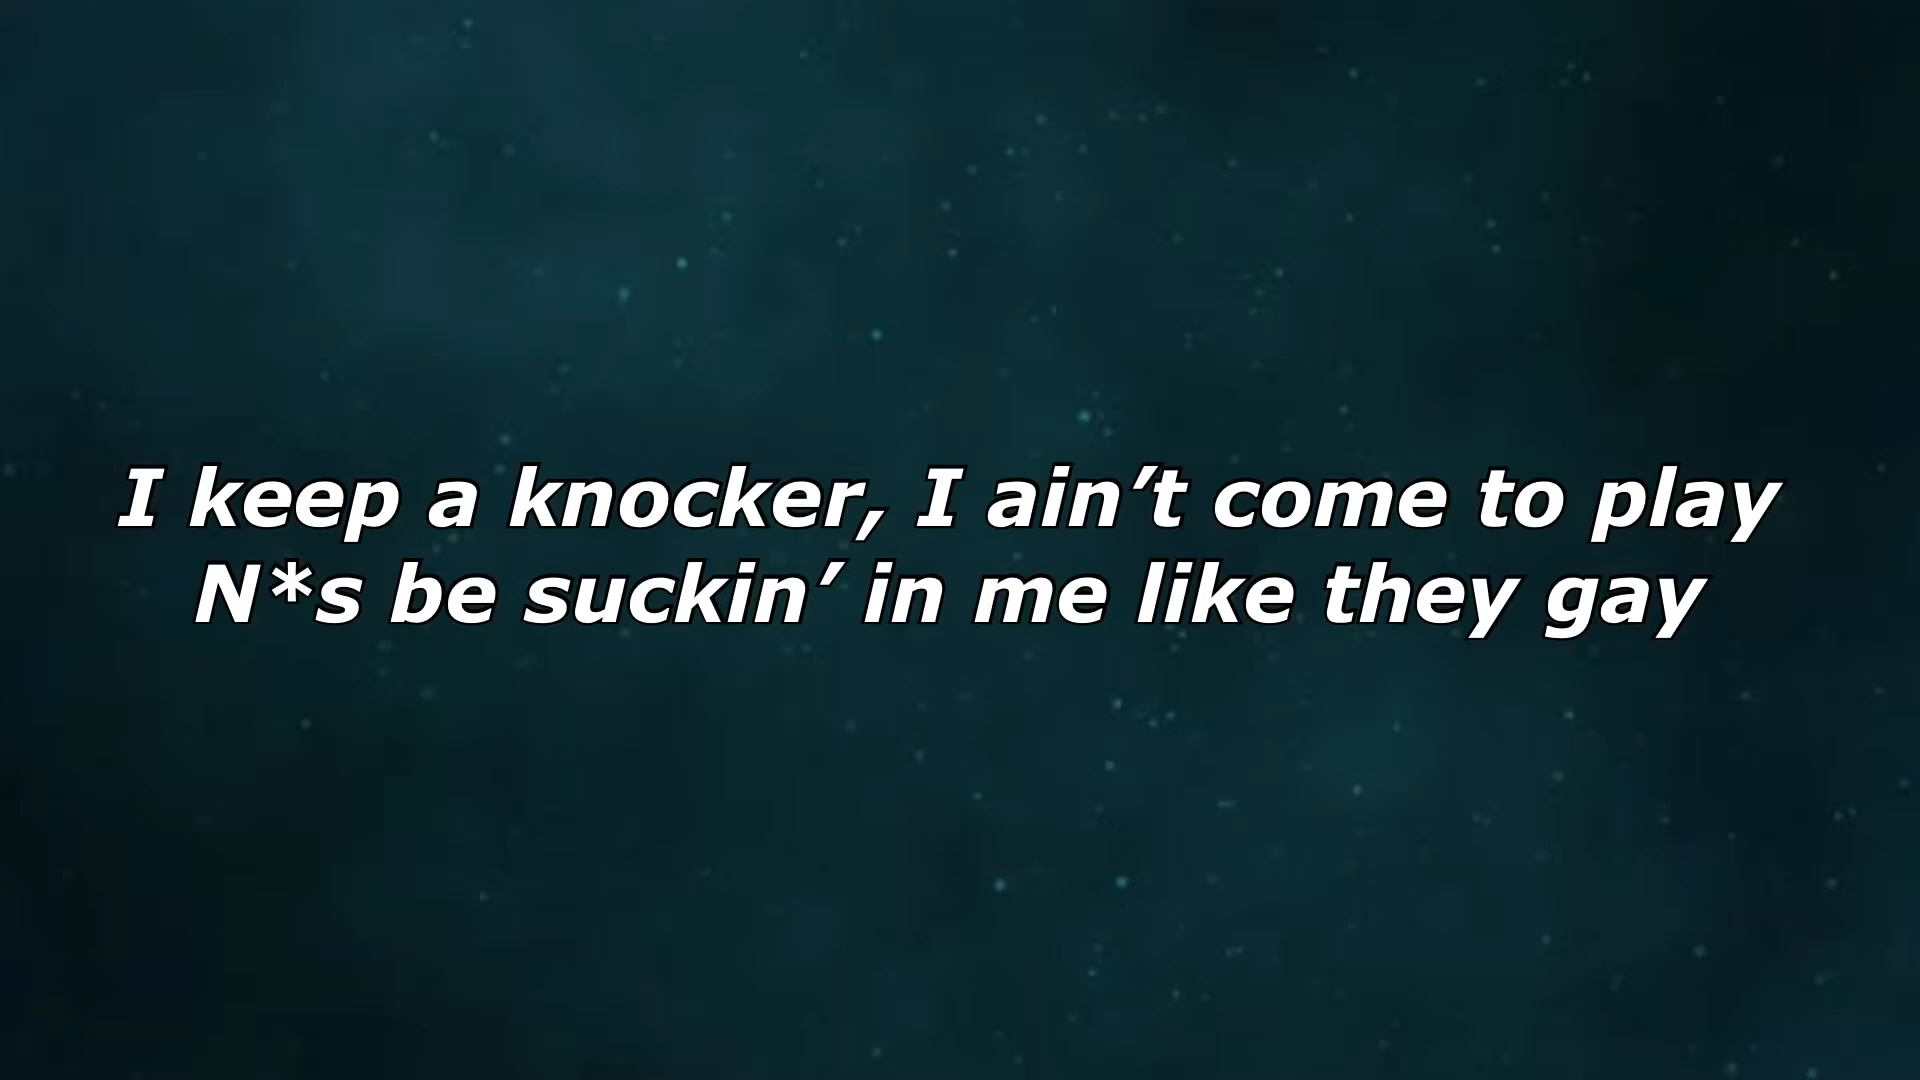 I keep a knocker, I ain’t come to play
N*s be suckin’ in me like they gay